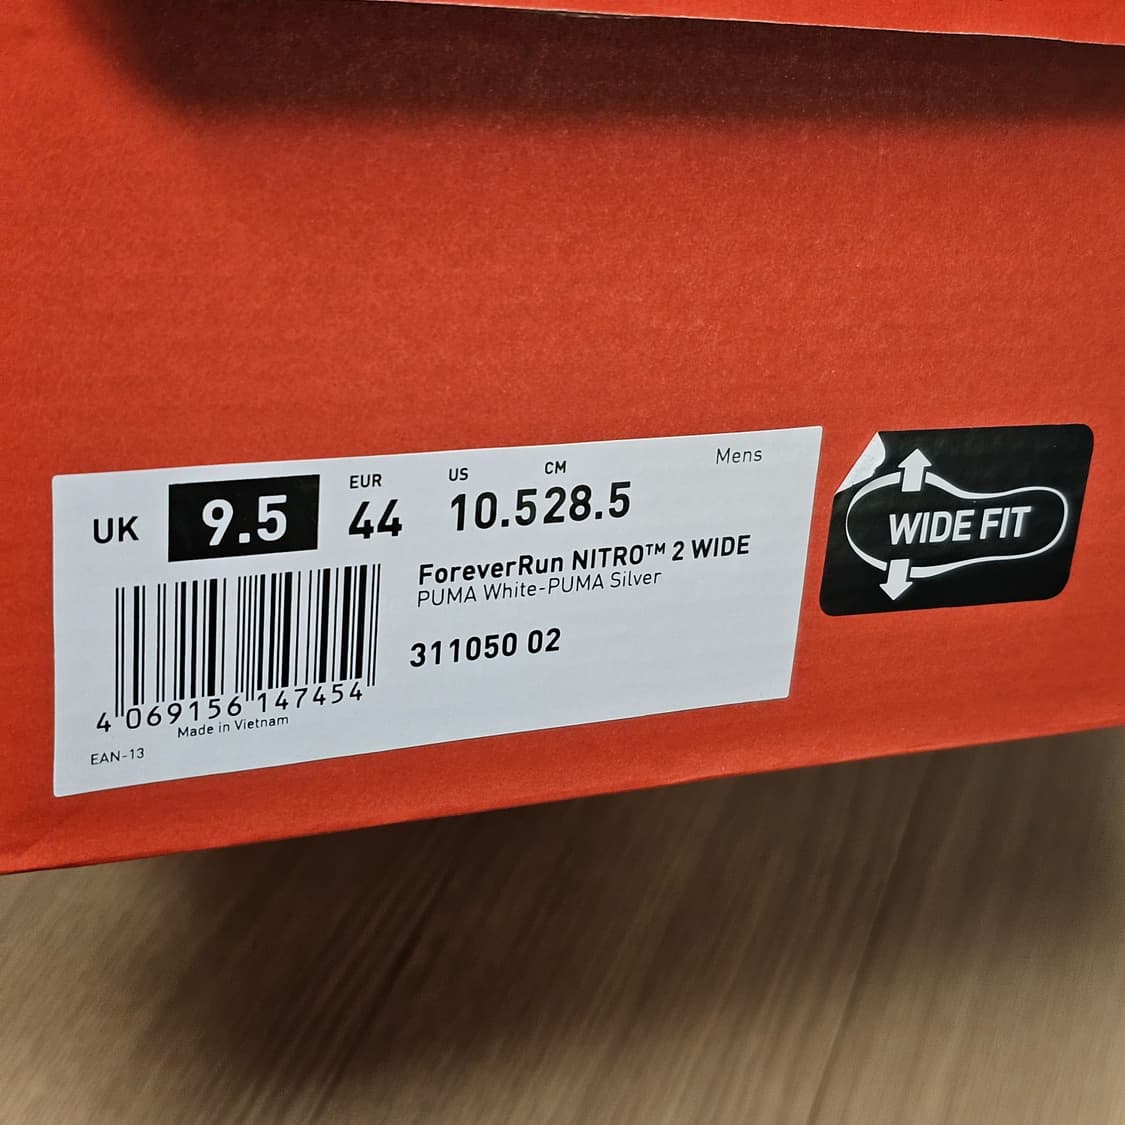 Mens
EUR US CM
UK 9.5 44 10.5 28.5
ForeverRun NITRO™ 2 WIDE
PUMA White-PUMA Silver
311050 02
4 069156 147454
Made in Vietnam
EAN-13
WIDE FIT